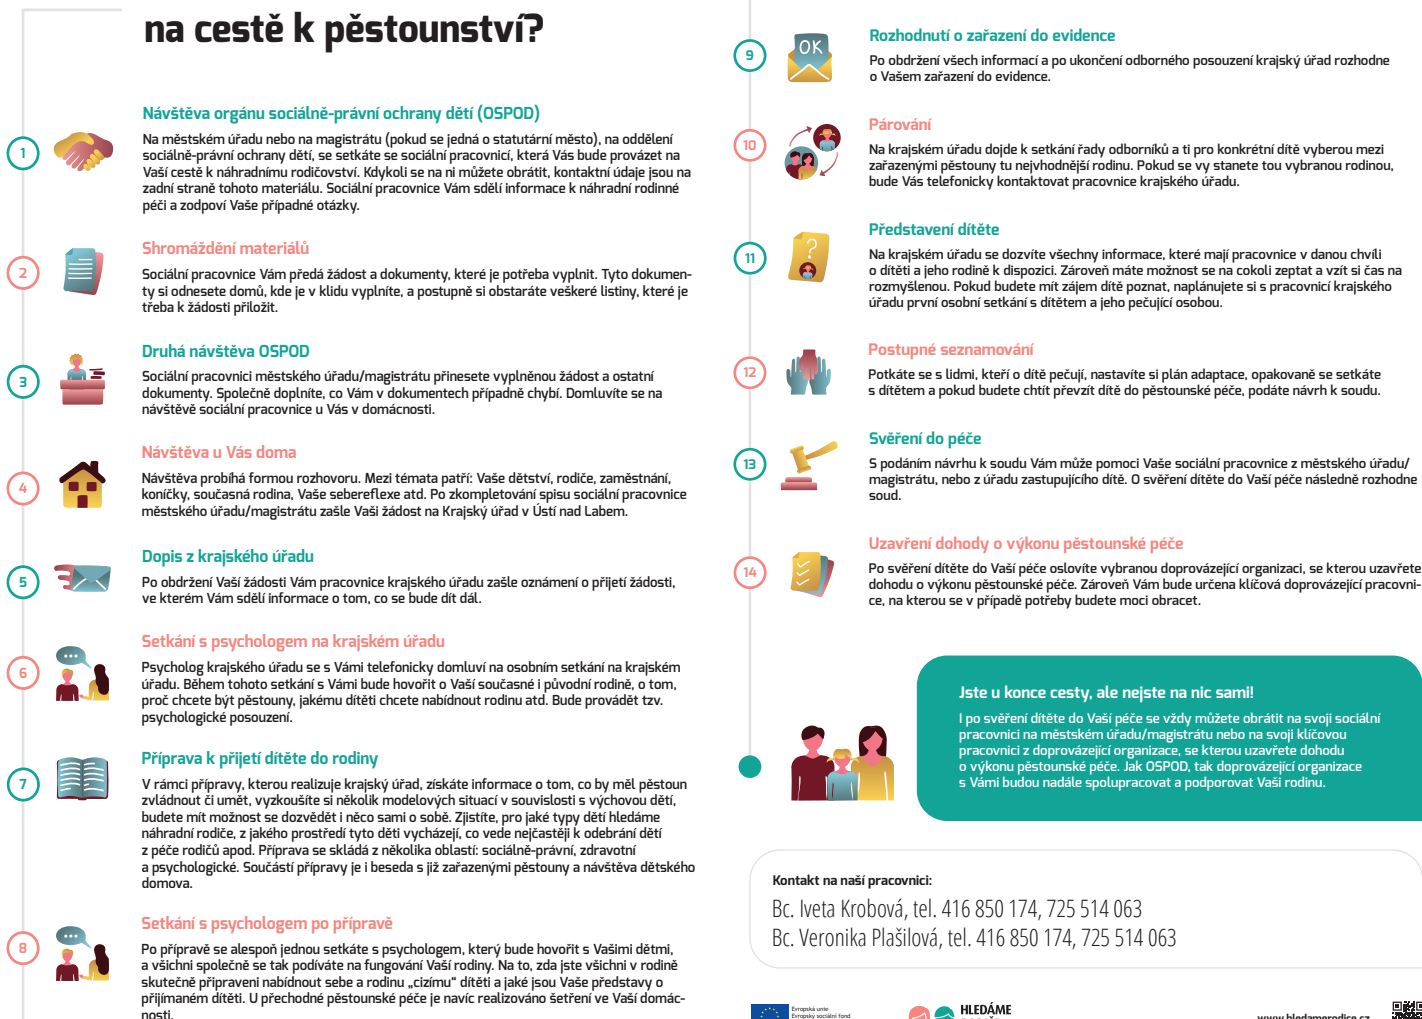 na cestě k pěstounství?
1
Návštěva orgánu sociálně-právní ochrany dětí (OSPOD)
Na městském úřadu nebo na magistrátu (pokud se jedná o statutární město), na oddělení
sociálně-právní ochrany dětí, se setkáte se sociální pracovnicí, která Vás bude provázet na
Vaší cestě k náhradnímu rodičovství. Kdykoli se na ni můžete obrátit, kontaktní údaje jsou na
zadní straně tohoto materiálu. Sociální pracovnice Vám sdělí informace k náhradní rodinné
péči a zodpoví Vaše případné otázky.
2
Shromáždění materiálů
Sociální pracovnice Vám předá žádost a dokumenty, které je potřeba vyplnit. Tyto dokumen-
ty si odnesete domů, kde je v klidu vyplníte, a postupně si obstaráte veškeré listiny, které je
třeba k žádosti přiložit.
3
Druhá návštěva OSPOD
Sociální pracovnici městského úřadu/magistrátu přinesete vyplněnou žádost a ostatní
dokumenty. Společně doplníte, co Vám v dokumentech případně chybí. Domluvíte se na
návštěvě sociální pracovnice u Vás v domácnosti.
4
Návštěva u Vás doma
Návštěva probíhá formou rozhovoru. Mezi témata patří: Vaše dětství, rodiče, zaměstnání,
koníčky, současná rodina, Vaše sebereflexe atd. Po zkompletování spisu sociální pracovnice
městského úřadu/magistrátu zašle Vaši žádost na Krajský úřad v Ústí nad Labem.
5
Dopis z krajského úřadu
Po obdržení Vaší žádosti Vám pracovnice krajského úřadu zašle oznámení o přijetí žádosti,
ve kterém Vám sdělí informace o tom, co se bude dít dál.
6
Setkání s psychologem na krajském úřadu
Psycholog krajského úřadu se s Vámi telefonicky domluví na osobním setkání na krajském
úřadu. Během tohoto setkání s Vámi bude hovořit o Vaší současné i původní rodině, o tom,
proč chcete být pěstouny, jakému dítěti chcete nabídnout rodinu atd. Bude provádět tzv.
psychologické posouzení.
7
Příprava k přijetí dítěte do rodiny
V rámci přípravy, kterou realizuje krajský úřad, získáte informace o tom, co by měl pěstoun
zvládnout či umět, vyzkoušíte si několik modelových situací v souvislosti s výchovou dětí,
budete mít možnost se dozvědět i něco sami o sobě. Zjistíte, pro jaké typy dětí hledáme
náhradní rodiče, z jakého prostředí tyto děti vycházejí, co vede nejčastěji k odebrání dětí
z péče rodičů apod. Příprava se skládá z několika oblastí: sociálně-právní, zdravotní
a psychologické. Součástí přípravy je i beseda s již zařazenými pěstouny a návštěva dětského
domova.
8
Setkání s psychologem po přípravě
Po přípravě se alespoň jednou setkáte s psychologem, který bude hovořit s Vašimi dětmi,
a všichni společně se tak podíváte na fungování Vaší rodiny. Na to, zda jste všichni v rodině
skutečně připraveni nabídnout sebe a rodinu „cizímu“ dítěti a jaké jsou Vaše představy o
přijímaném dítěti. U přechodné pěstounské péče je navíc realizováno šetření ve Vaší domác-
nosti.
9
OK
Rozhodnutí o zařazení do evidence
Po obdržení všech informací a po ukončení odborného posouzení krajský úřad rozhodne
o Vašem zařazení do evidence.
10
Párování
Na krajském úřadu dojde k setkání řady odborníků a ti pro konkrétní dítě vyberou mezi
zařazenými pěstouny tu nejvhodnější rodinu. Pokud se vy stanete tou vybranou rodinou,
bude Vás telefonicky kontaktovat pracovnice krajského úřadu.
11
?
Představení dítěte
Na krajském úřadu se dozvíte všechny informace, které mají pracovnice v danou chvíli
o dítěti a jeho rodině k dispozici. Zároveň máte možnost se na cokoli zeptat a vzít si čas na
rozmyšlenou. Pokud budete mít zájem dítě poznat, naplánujete si s pracovnicí krajského
úřadu první osobní setkání s dítětem a jeho pečující osobou.
12
Postupné seznamování
Potkáte se s lidmi, kteří o dítě pečují, nastavíte si plán adaptace, opakovaně se setkáte
s dítětem a pokud budete chtít převzít dítě do pěstounské péče, podáte návrh k soudu.
13
Svěření do péče
S podáním návrhu k soudu Vám může pomoci Vaše sociální pracovnice z městského úřadu/
magistrátu, nebo z úřadu zastupujícího dítě. O svěření dítěte do Vaší péče následně rozhodne
soud.
14
Uzavření dohody o výkonu pěstounské péče
Po svěření dítěte do Vaší péče oslovíte vybranou doprovázející organizaci, se kterou uzavřete
dohodu o výkonu pěstounské péče. Zároveň Vám bude určena klíčová doprovázející pracovni-
ce, na kterou se v případě potřeby budete moci obracet.
Jste u konce cesty, ale nejste na nic sami!
I po svěření dítěte do Vaší péče se vždy můžete obrátit na svoji sociální
pracovnici na městském úřadu/magistrátu nebo na svoji klíčovou
pracovnici z doprovázející organizace, se kterou uzavřete dohodu
o výkonu pěstounské péče. Jak OSPOD, tak doprovázející organizace
s Vámi budou nadále spolupracovat a podporovat Vaši rodinu.
Kontakt na naší pracovnici:
Bc. Iveta Krobová, tel. 416 850 174, 725 514 063
Bc. Veronika Plašilová, tel. 416 850 174, 725 514 063
Evropská unie
Evropský sociální fond
HLEDÁME
www.hledamerodice.cz